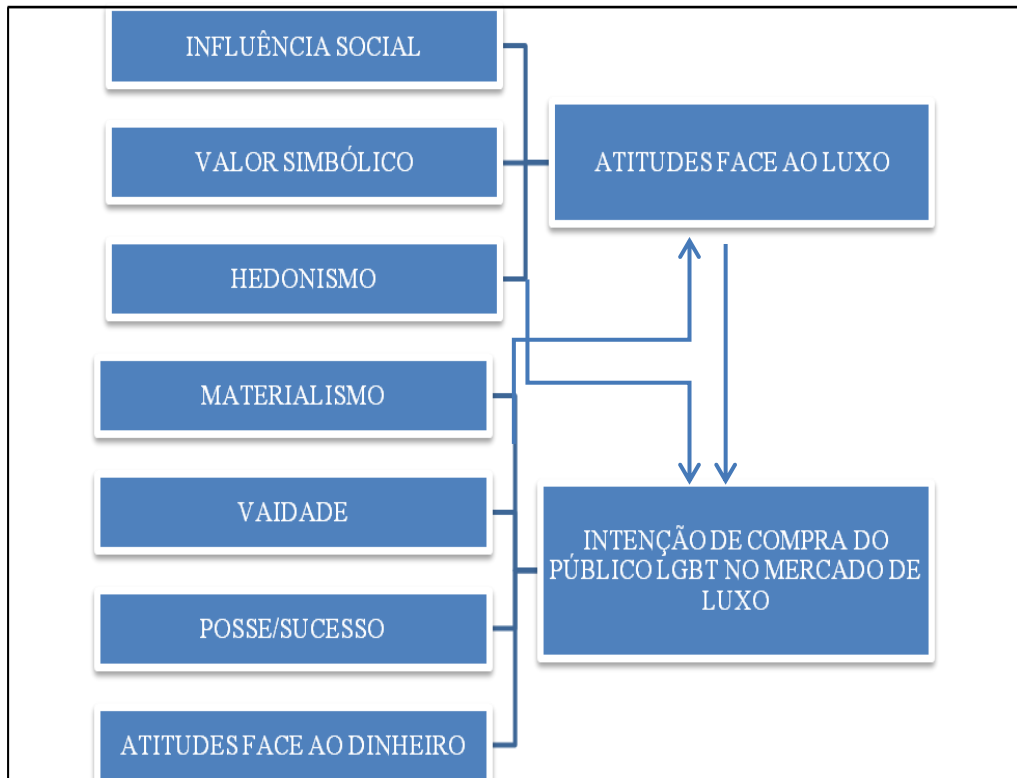 INFLUÊNCIA SOCIAL
VALOR SIMBÓLICO
HEDONISMO
MATERIALISMO
VAIDADE
POSSE/SUCESSO
ATITUDES FACE AO DINHEIRO
ATITUDES FACE AO LUXO
INTENÇÃO DE COMPRA DO
PÚBLICO LGBT NO MERCADO DE
LUXO